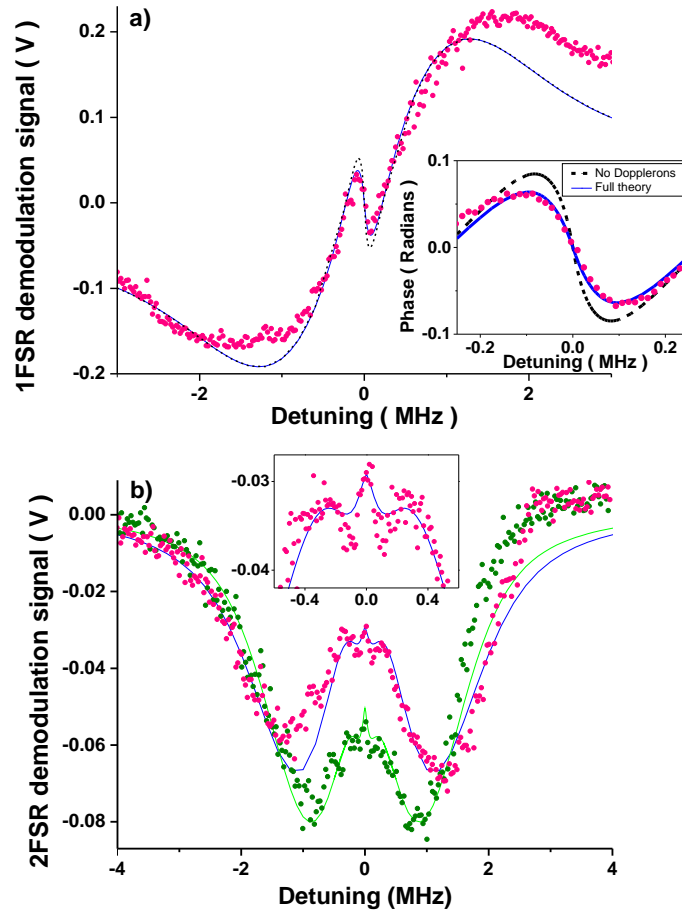 a)
0.2
0.1
0.0
-0.1
-0.2
1FSR demodulation signal ( V )
-2
0
2
Detuning ( MHz )
0.1
0.0
-0.1
Phase ( Radians )
No Dopplerons
Full theory
-0.2
0.0
0.2
Detuning ( MHz )
b)
0.00
-0.02
-0.04
-0.06
-0.08
2FSR demodulation signal ( V )
-0.03
-0.04
-0.4
0.0
0.4
-4
-2
0
2
4
Detuning (MHz)